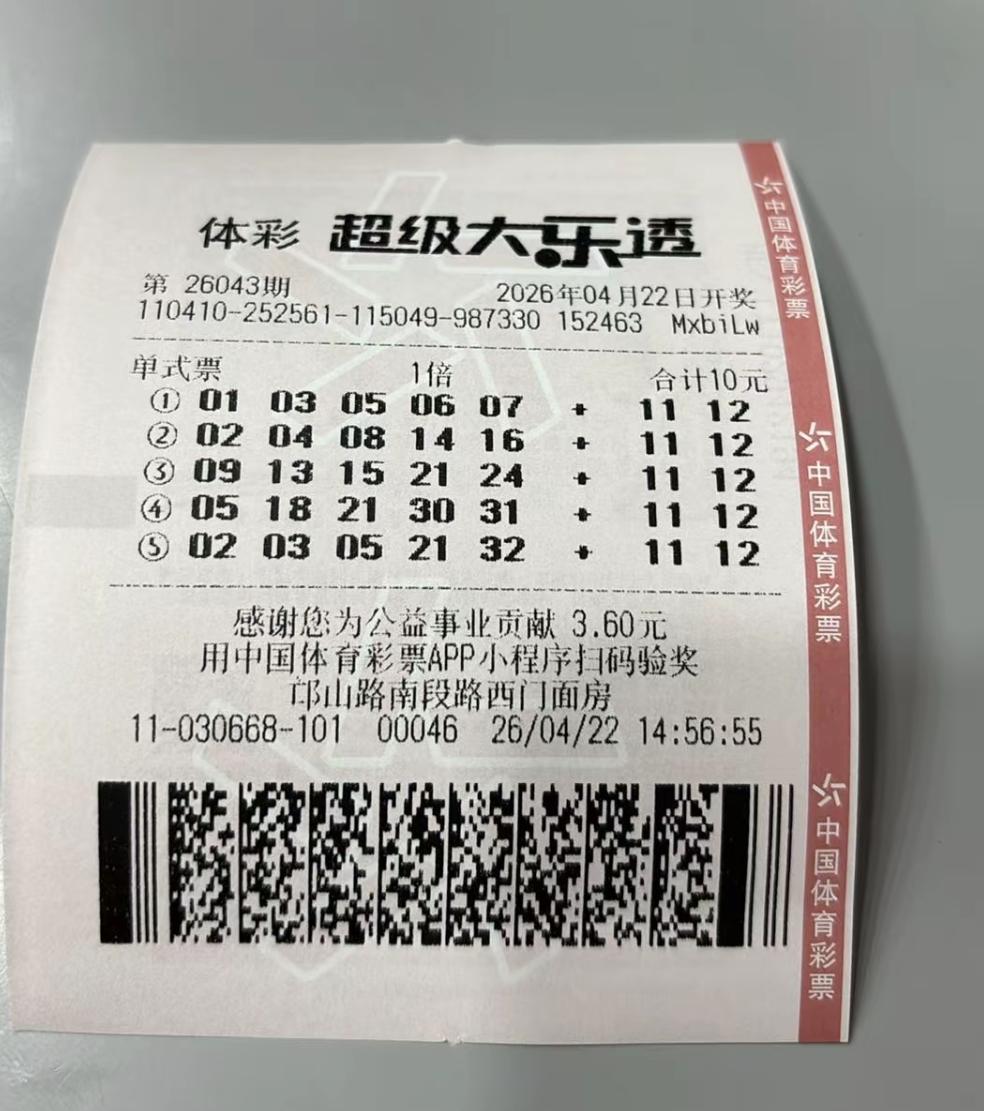 体彩 超级大乐透
第 26043期 2026年04月22日开奖
110410-252561-115049-987330 152463 MxbiLw
单式票 1倍 合计10元
① 01 03 05 06 07 + 11 12
② 02 04 08 14 16 + 11 12
③ 09 13 15 21 24 + 11 12
④ 05 18 21 30 31 + 11 12
⑤ 02 03 05 21 32 + 11 12
感谢您为公益事业贡献 3.60元
用中国体育彩票APP小程序扫码验奖
邙山路南段路西门面房
11-030668-101 00046 26/04/22 14:56:55
中国体育彩票
中国体育彩票
中国体育彩票